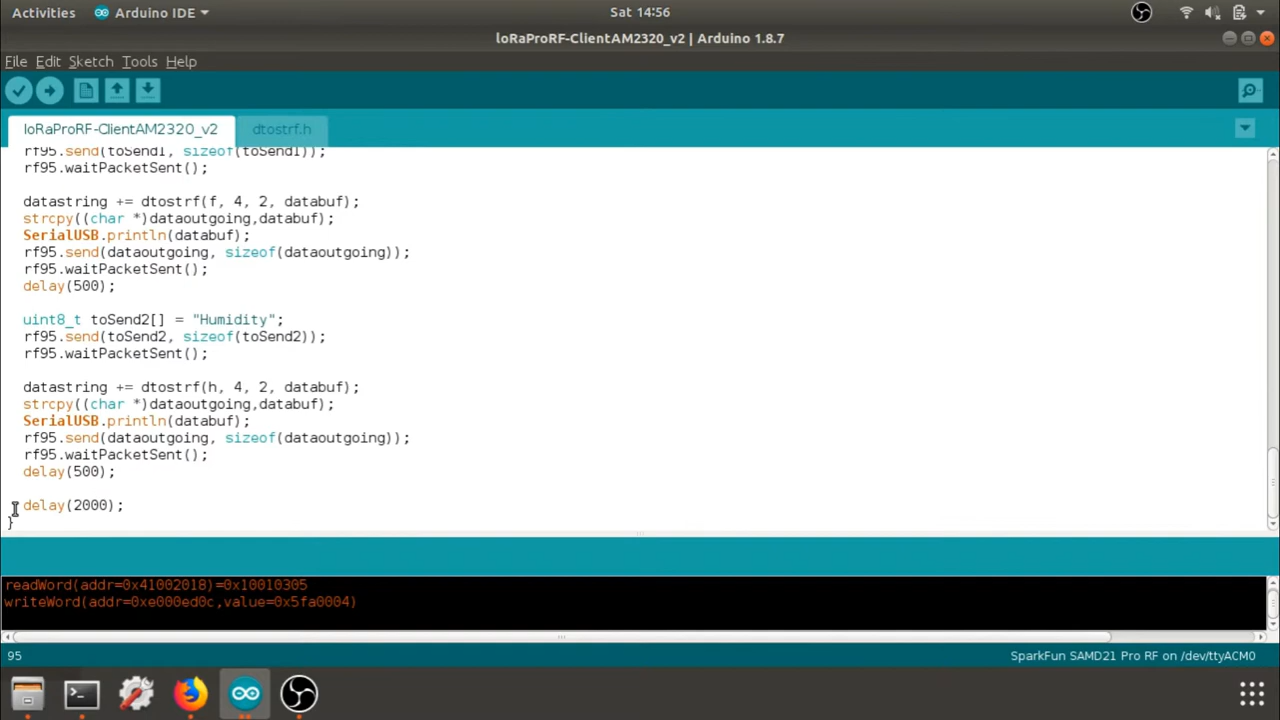 Activities Arduino IDE Sat 14:56
loRaProRF-ClientAM2320_v2 | Arduino 1.8.7
File Edit Sketch Tools Help
loRaProRF-ClientAM2320_v2 dtostrf.h
rf95.send(toSend1, sizeof(toSend1));
rf95.waitPacketSent();
datastring += dtostrf(f, 4, 2, databuf);
strcpy((char *)dataoutgoing,databuf);
SerialUSB.println(databuf);
rf95.send(dataoutgoing, sizeof(dataoutgoing));
rf95.waitPacketSent();
delay(500);
uint8_t toSend2[] = "Humidity";
rf95.send(toSend2, sizeof(toSend2));
rf95.waitPacketSent();
datastring += dtostrf(h, 4, 2, databuf);
strcpy((char *)dataoutgoing,databuf);
SerialUSB.println(databuf);
rf95.send(dataoutgoing, sizeof(dataoutgoing));
rf95.waitPacketSent();
delay(500);
delay(2000);
}
readWord(addr=0x41002018)=0x10010305
writeWord(addr=0xe000ed0c,value=0x5fa0004)
95 SparkFun SAMD21 Pro RF on /dev/ttyACM0